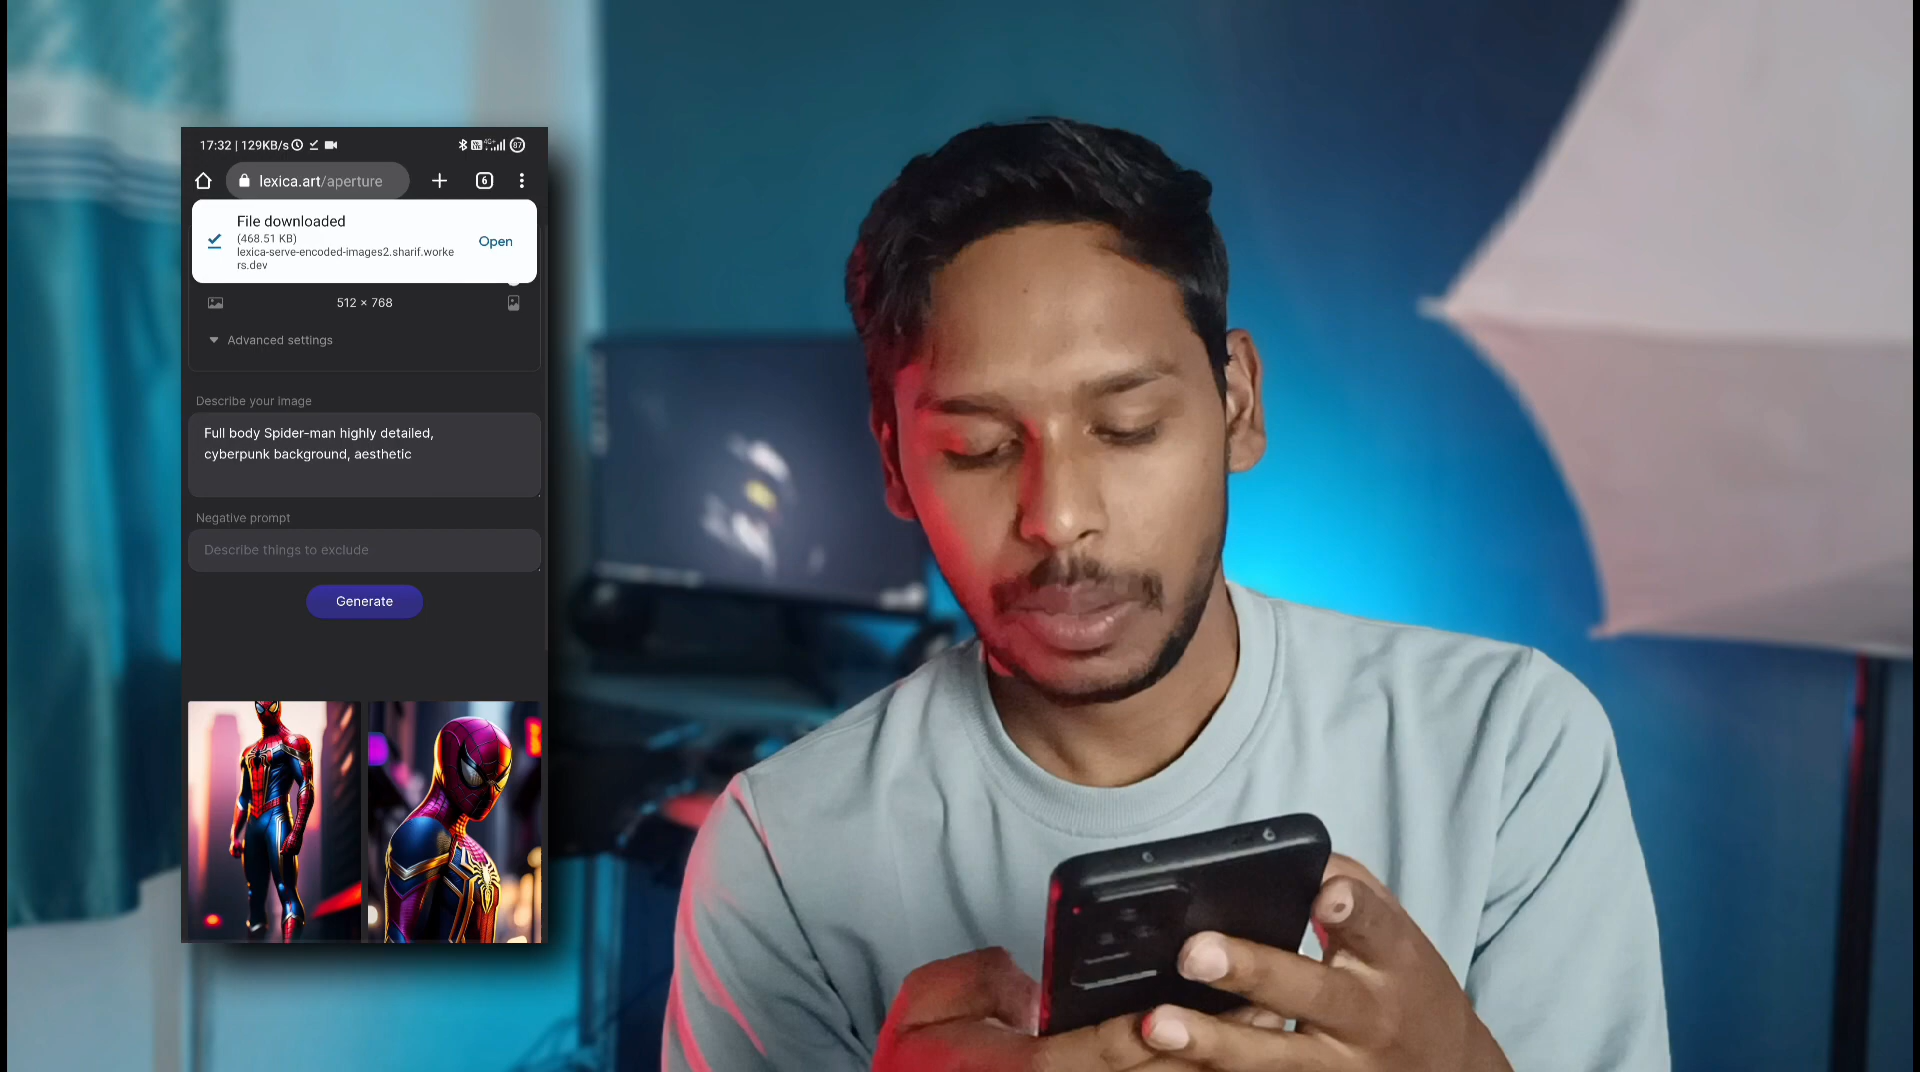 17:32 | 129KB/s
87
lexica.art/aperture
6
File downloaded
(468.51 KB)
lexica-serve-encoded-images2.sharif.worke
rs.dev
Open
512 × 768
Advanced settings
Describe your image
Full body Spider-man highly detailed,
cyberpunk background, aesthetic
Negative prompt
Describe things to exclude
Generate